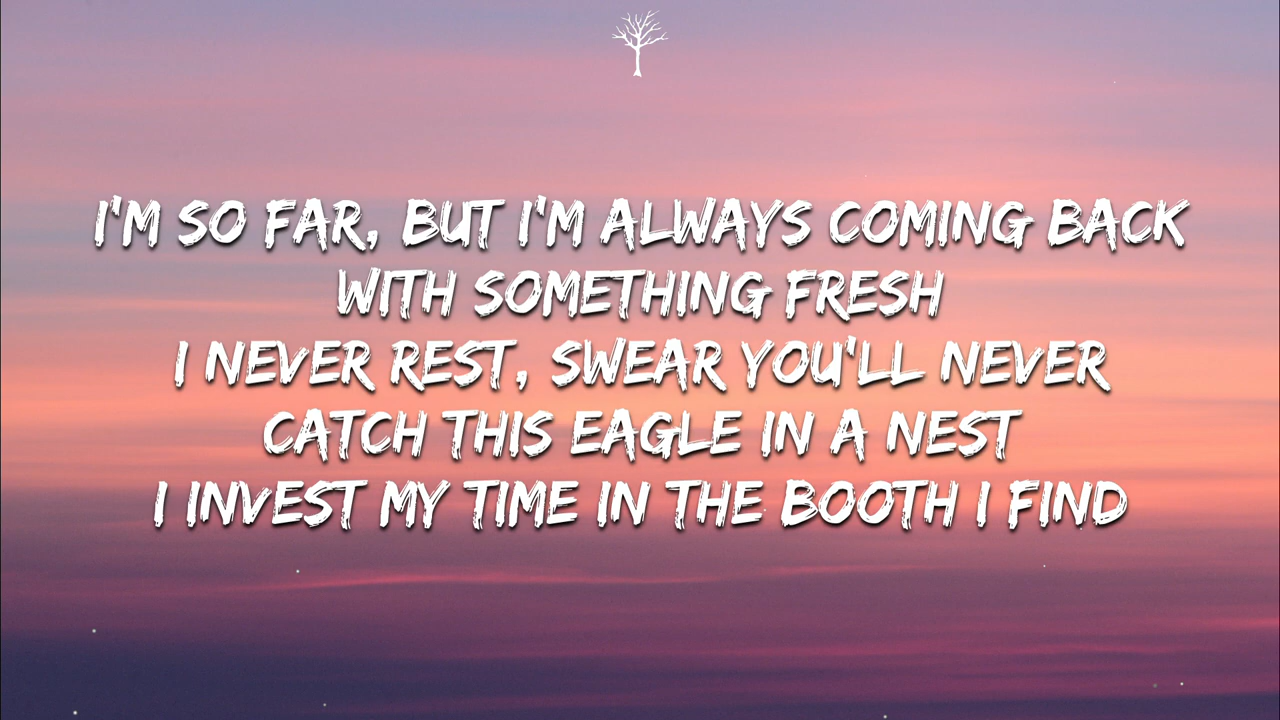 I'M SO FAR, BUT I'M ALWAYS COMING BACK
WITH SOMETHING FRESH
I NEVER REST, SWEAR YOU'LL NEVER
CATCH THIS EAGLE IN A NEST
I INVEST MY TIME IN THE BOOTH I FIND